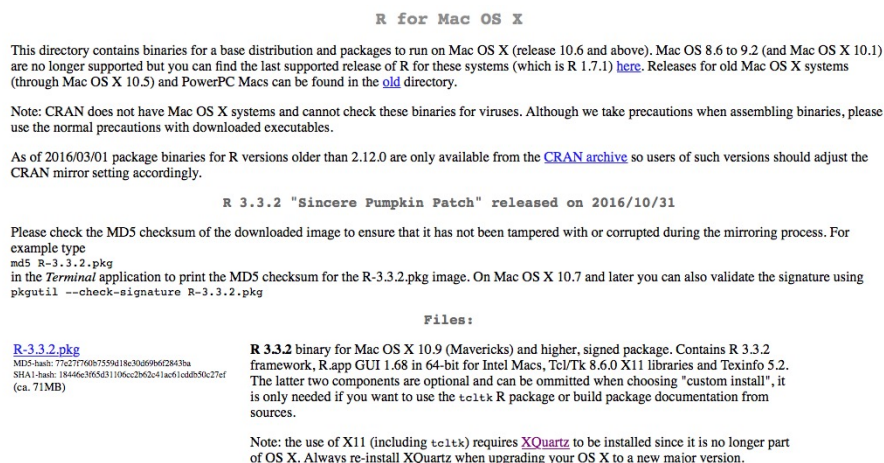 R for Mac OS X
This directory contains binaries for a base distribution and packages to run on Mac OS X (release 10.6 and above). Mac OS 8.6 to 9.2 (and Mac OS X 10.1)
are no longer supported but you can find the last supported release of R for these systems (which is R 1.7.1) here. Releases for old Mac OS X systems
(through Mac OS X 10.5) and PowerPC Macs can be found in the old directory.
Note: CRAN does not have Mac OS X systems and cannot check these binaries for viruses. Although we take precautions when assembling binaries, please
use the normal precautions with downloaded executables.
As of 2016/03/01 package binaries for R versions older than 2.12.0 are only available from the CRAN archive so users of such versions should adjust the
CRAN mirror setting accordingly.
R 3.3.2 "Sincere Pumpkin Patch" released on 2016/10/31
Please check the MD5 checksum of the downloaded image to ensure that it has not been tampered with or corrupted during the mirroring process. For
example type
md5 R-3.3.2.pkg
in the Terminal application to print the MD5 checksum for the R-3.3.2.pkg image. On Mac OS X 10.7 and later you can also validate the signature using
pkgutil --check-signature R-3.3.2.pkg
Files:
R-3.3.2.pkg
MD5-hash: 77e27f760b7559d18e30d69b6f2843ba
SHA1-hash: 18446e3f65d31106cc2b62c41ac61cddb50c27ef
(ca. 71MB)
R 3.3.2 binary for Mac OS X 10.9 (Mavericks) and higher, signed package. Contains R 3.3.2
framework, R.app GUI 1.68 in 64-bit for Intel Macs, Tcl/Tk 8.6.0 X11 libraries and Texinfo 5.2.
The latter two components are optional and can be ommitted when choosing "custom install", it
is only needed if you want to use the tcltk R package or build package documentation from
sources.
Note: the use of X11 (including tcltk) requires XQuartz to be installed since it is no longer part
of OS X. Always re-install XQuartz when upgrading your OS X to a new major version.